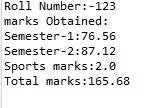 Roll Number:-123
marks Obtained:
Semester-1:76.56
Semester-2:87.12
Sports marks:2.0
Total marks:165.68